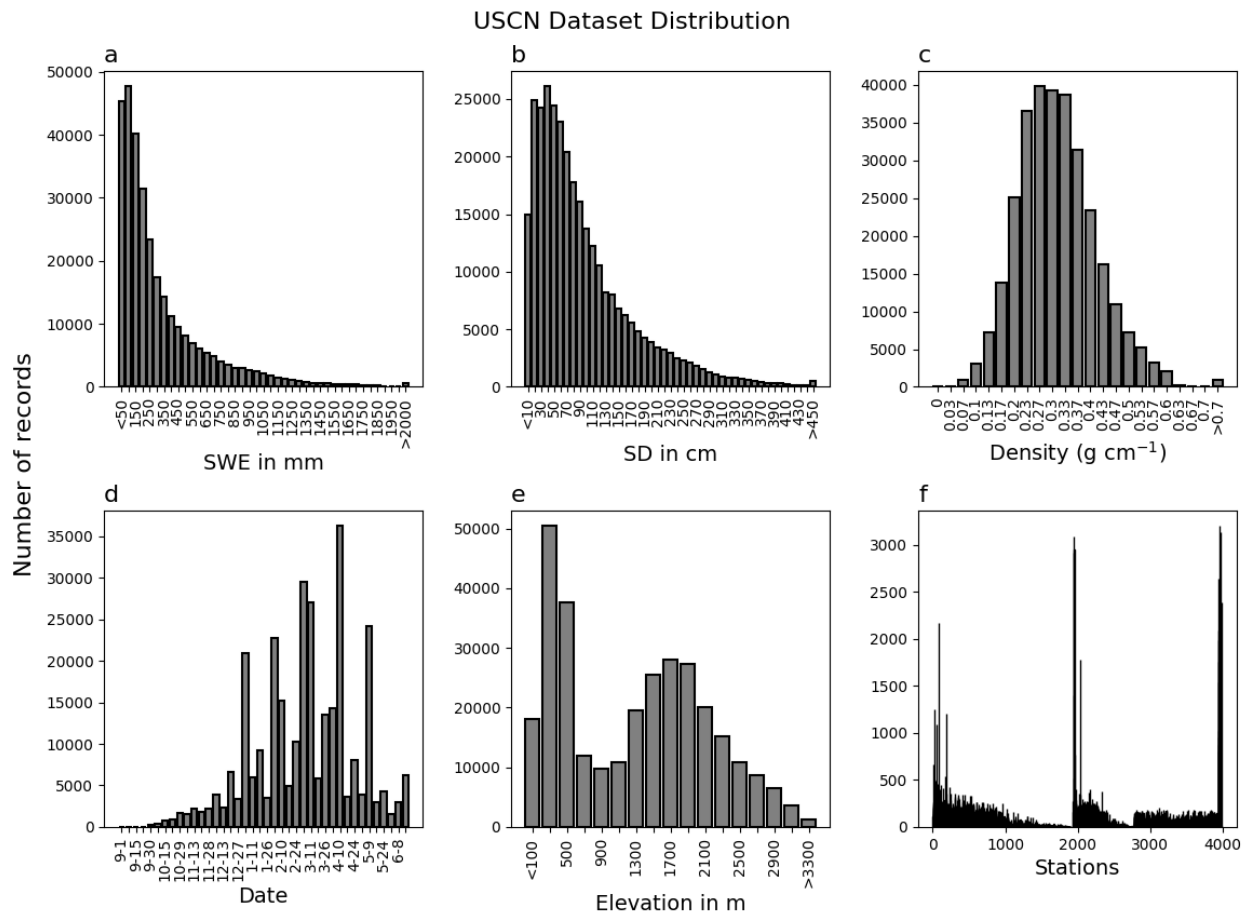 USCN Dataset Distribution
Number of records
a
50000
40000
30000
20000
10000
0
<50 150 250 350 450 550 650 750 850 950 1050 1150 1250 1350 1450 1550 1650 1750 1850 1950 >2000
SWE in mm
b
25000
20000
15000
10000
5000
0
<10 30 50 70 90 110 130 150 170 190 210 230 250 270 290 310 330 350 370 390 410 430 >450
SD in cm
c
40000
35000
30000
25000
20000
15000
10000
5000
0
0 0.03 0.07 0.1 0.13 0.17 0.2 0.23 0.27 0.3 0.33 0.37 0.4 0.43 0.47 0.5 0.53 0.57 0.6 0.63 0.67 0.7 >0.7
Density (g cm⁻¹)
d
35000
30000
25000
20000
15000
10000
5000
0
9-1 9-15 9-30 10-15 10-29 11-13 11-28 12-13 12-27 1-11 1-26 2-10 2-24 3-11 3-26 4-10 4-24 5-9 5-24 6-8
Date
e
50000
40000
30000
20000
10000
0
<100 500 900 1300 1700 2100 2500 2900 >3300
Elevation in m
f
3000
2500
2000
1500
1000
500
0
0 1000 2000 3000 4000
Stations